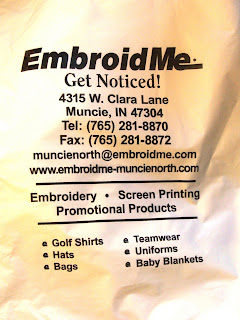 EmbroidMe.
Get Noticed!
4315 W. Clara Lane
Muncie, IN 47304
Tel: (765) 281-8870
Fax: (765) 281-8872
muncienorth@embroidme.com
www.embroidme-muncienorth.com
Embroidery • Screen Printing
Promotional Products
Golf Shirts
Hats
Bags
Teamwear
Uniforms
Baby Blankets